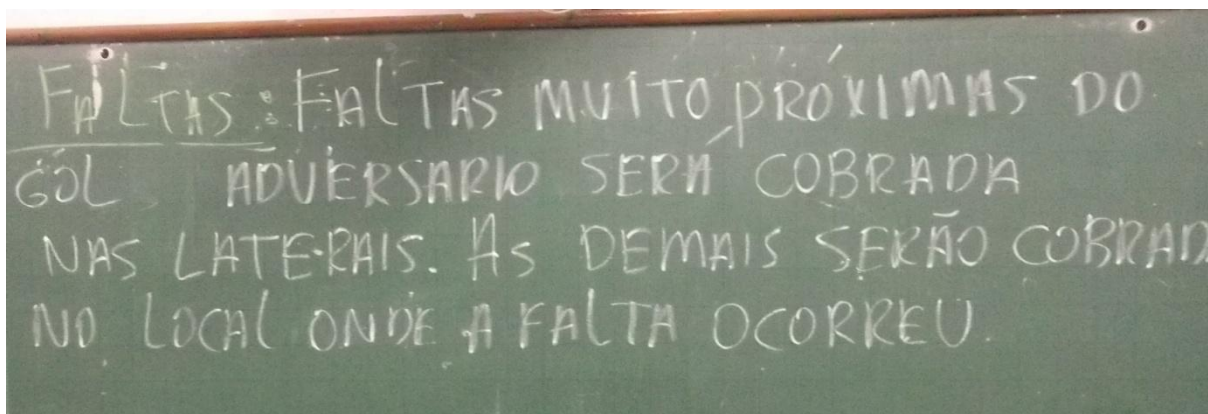 FALTAS: FALTAS MUITO PRÓXIMAS DO
GOL ADVERSARIO SERÁ COBRADA
NAS LATERAIS. AS DEMAIS SERÃO COBRAD
NO LOCAL ONDE A FALTA OCORREU.